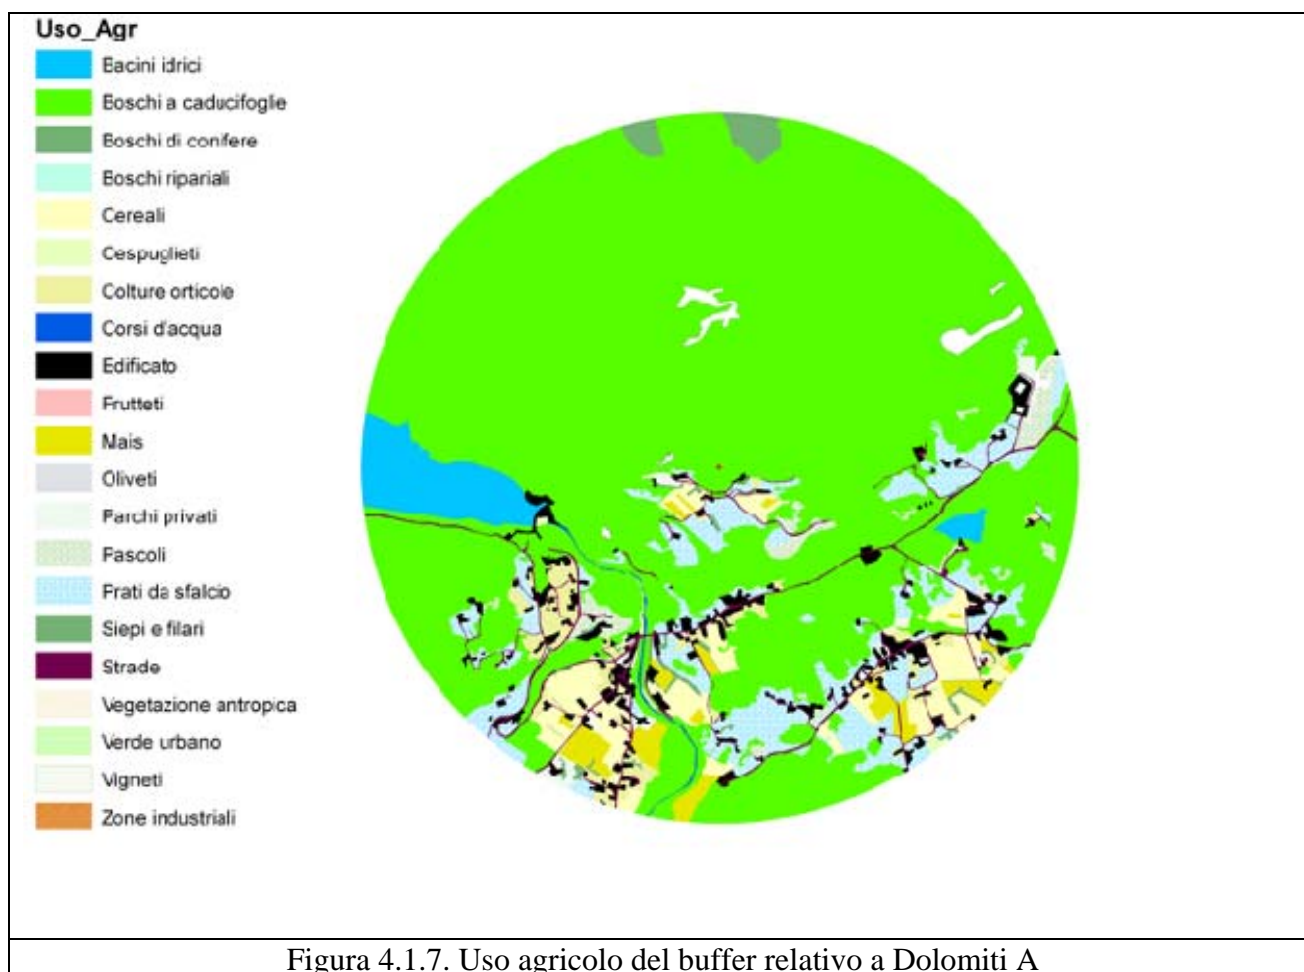 Uso_Agr
Bacini idrici
Boschi a caducifoglie
Boschi di conifere
Boschi ripariali
Cereali
Cespuglieti
Colture orticole
Corsi d'acqua
Edificato
Frutteti
Mais
Oliveti
Parchi privati
Pascoli
Prati da sfalcio
Siepi e filari
Strade
Vegetazione antropica
Verde urbano
Vigneti
Zone industriali
Figura 4.1.7. Uso agricolo del buffer relativo a Dolomiti A